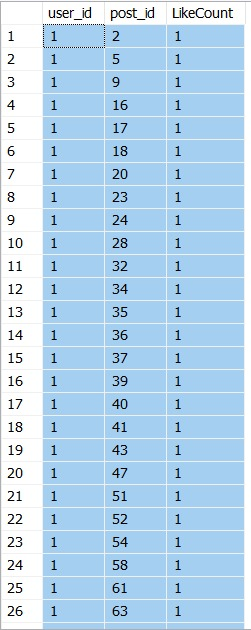 user_id post_id LikeCount
1 1 2 1
2 1 5 1
3 1 9 1
4 1 16 1
5 1 17 1
6 1 18 1
7 1 20 1
8 1 23 1
9 1 24 1
10 1 28 1
11 1 32 1
12 1 34 1
13 1 35 1
14 1 36 1
15 1 37 1
16 1 39 1
17 1 40 1
18 1 41 1
19 1 43 1
20 1 47 1
21 1 51 1
22 1 52 1
23 1 54 1
24 1 58 1
25 1 61 1
26 1 63 1